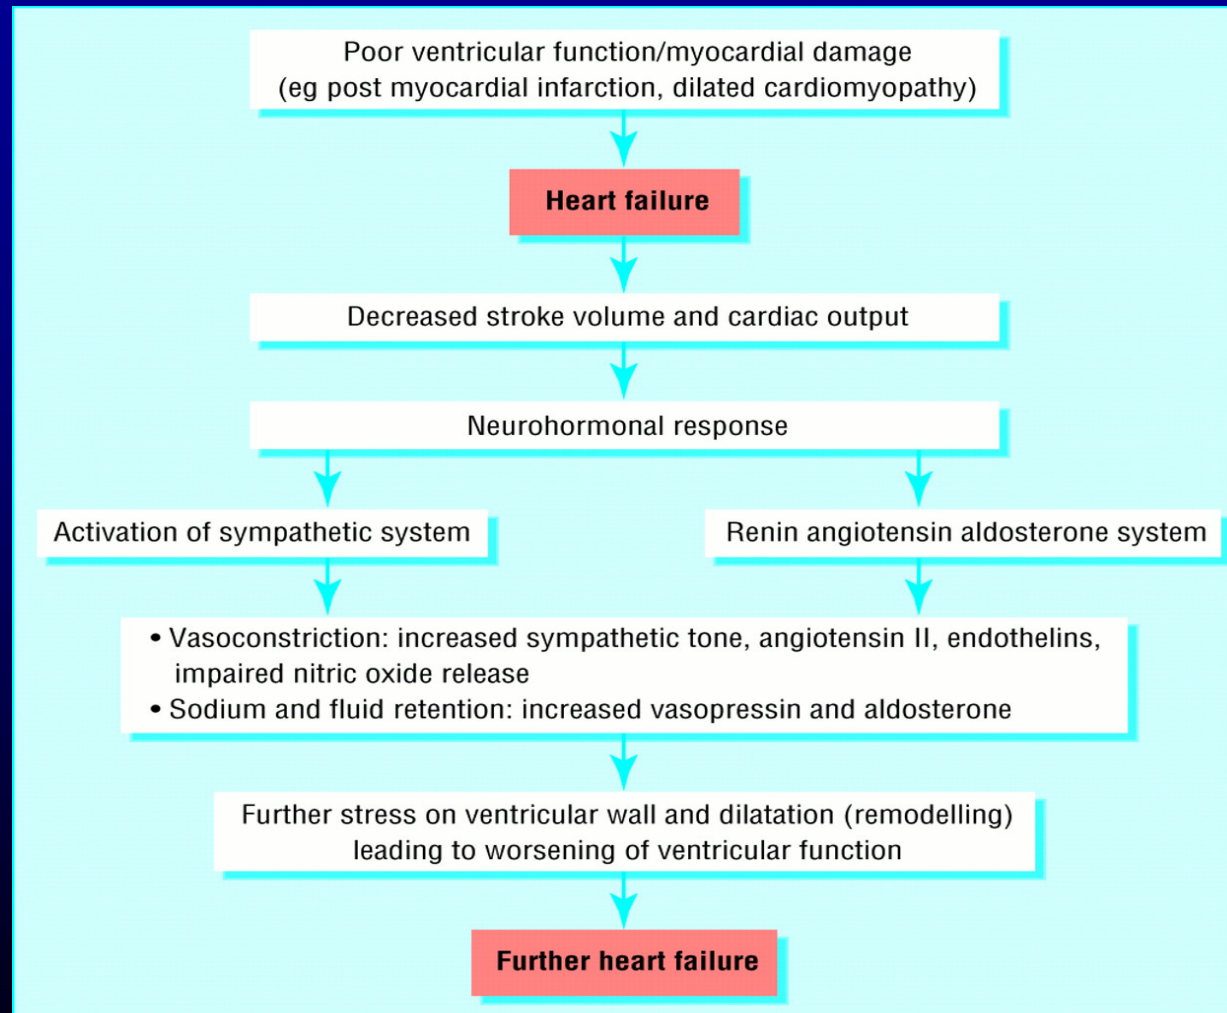 Poor ventricular function/myocardial damage
(eg post myocardial infarction, dilated cardiomyopathy)
Heart failure
Decreased stroke volume and cardiac output
Neurohormonal response
Activation of sympathetic system
Renin angiotensin aldosterone system
• Vasoconstriction: increased sympathetic tone, angiotensin II, endothelins,
impaired nitric oxide release
• Sodium and fluid retention: increased vasopressin and aldosterone
Further stress on ventricular wall and dilatation (remodelling)
leading to worsening of ventricular function
Further heart failure